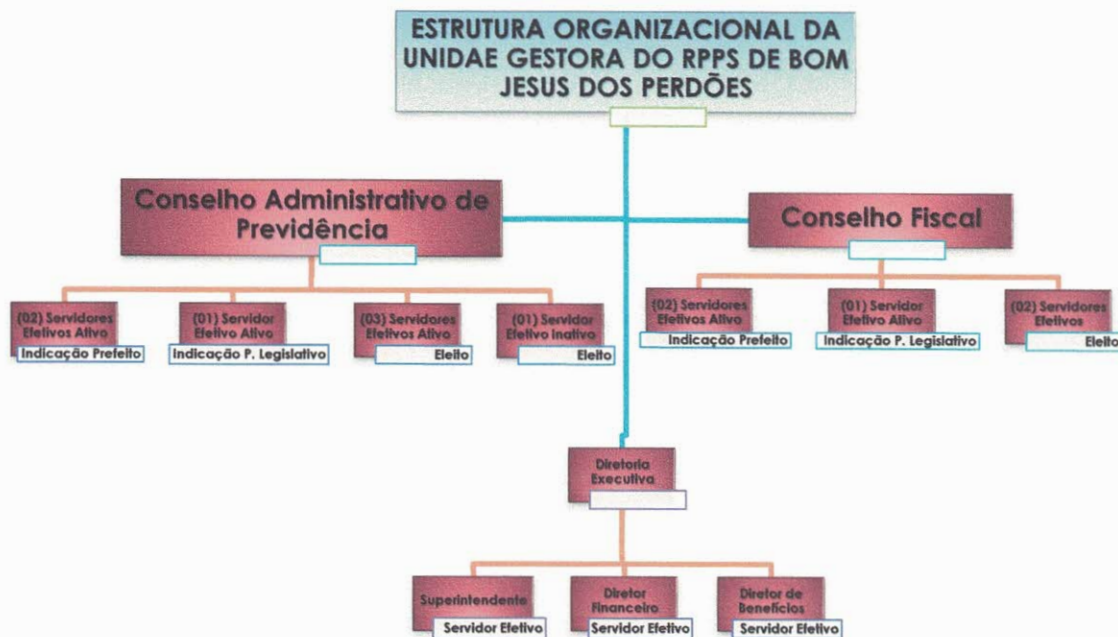 ESTRUTURA ORGANIZACIONAL DA
UNIDAE GESTORA DO RPPS DE BOM
JESUS DOS PERDÕES
Conselho Administrativo de
Previdência
Conselho Fiscal
(02) Servidores
Efetivos Ativo
Indicação Prefeito
(01) Servidor
Efetivo Ativo
Indicação P. Legislativo
(03) Servidores
Efetivos Ativo
Eleito
(01) Servidor
Efetivo Inativo
Eleito
(02) Servidores
Efetivos Ativo
Indicação Prefeito
(01) Servidor
Efetivo Ativo
Indicação P. Legislativo
(02) Servidores
Efetivos
Eleito
Diretoria
Executiva
Superintendente
Servidor Efetivo
Diretor
Financeiro
Servidor Efetivo
Diretor de
Benefícios
Servidor Efetivo